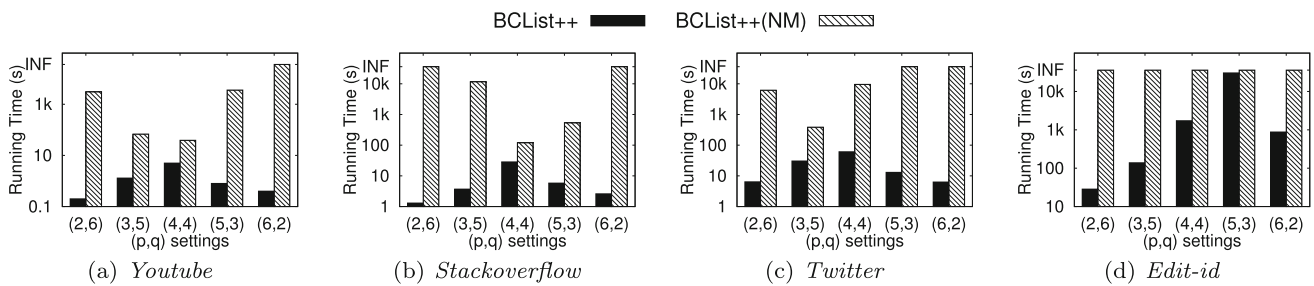 BCList++ BCList++(NM)
Running Time (s)
INF
1k
10
0.1
(2,6) (3,5) (4,4) (5,3) (6,2)
(p,q) settings
(a) Youtube
Running Time (s)
INF
10k
1k
100
10
1
(2,6) (3,5) (4,4) (5,3) (6,2)
(p,q) settings
(b) Stackoverflow
Running Time (s)
INF
10k
1k
100
10
1
(2,6) (3,5) (4,4) (5,3) (6,2)
(p,q) settings
(c) Twitter
Running Time (s)
INF
10k
1k
100
10
(2,6) (3,5) (4,4) (5,3) (6,2)
(p,q) settings
(d) Edit-id